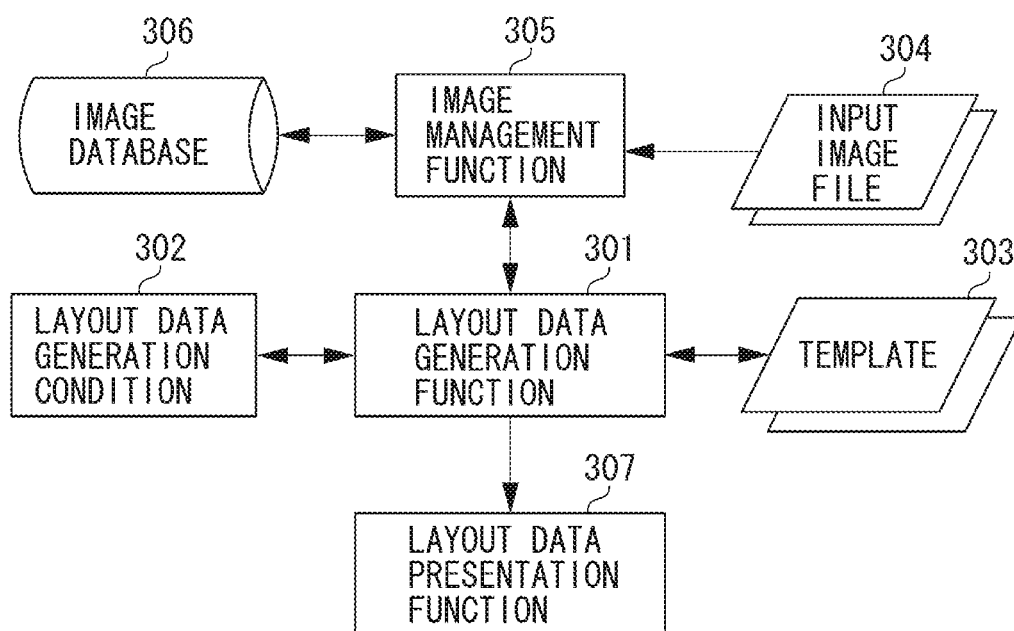 306
IMAGE
DATABASE
305
IMAGE
MANAGEMENT
FUNCTION
304
INPUT
IMAGE
FILE
302
LAYOUT DATA
GENERATION
CONDITION
301
LAYOUT DATA
GENERATION
FUNCTION
303
TEMPLATE
307
LAYOUT DATA
PRESENTATION
FUNCTION